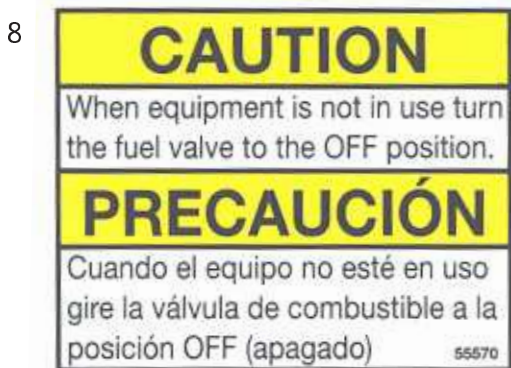 8
CAUTION
When equipment is not in use turn
the fuel valve to the OFF position.
PRECAUCIÓN
Cuando el equipo no esté en uso
gire la válvula de combustible a la
posición OFF (apagado) 55570